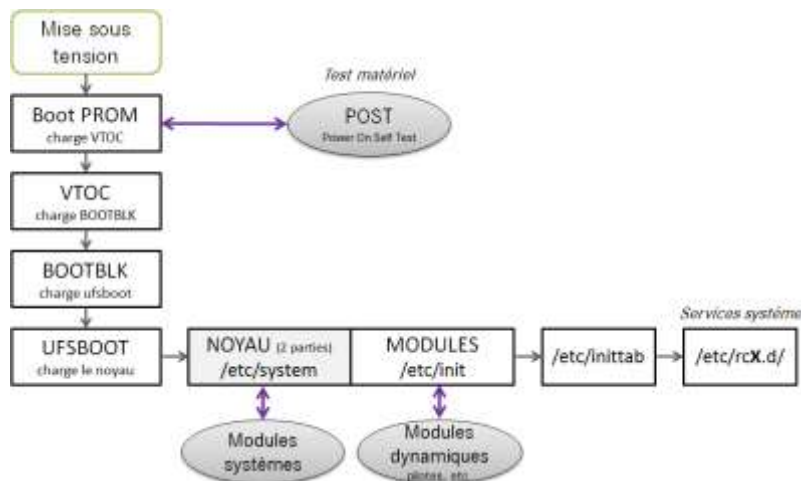 Mise sous
tension
Test matériel
Boot PROM
charge VTOC
POST
Power On Self Test
VTOC
charge BOOTBLK
BOOTBLK
charge ufsboot
Services système
UFSBOOT
charge le noyau
NOYAU (2 parties)
/etc/system
MODULES
/etc/init
/etc/inittab
/etc/rcX.d/
Modules
systèmes
Modules
dynamiques
pilotes, etc